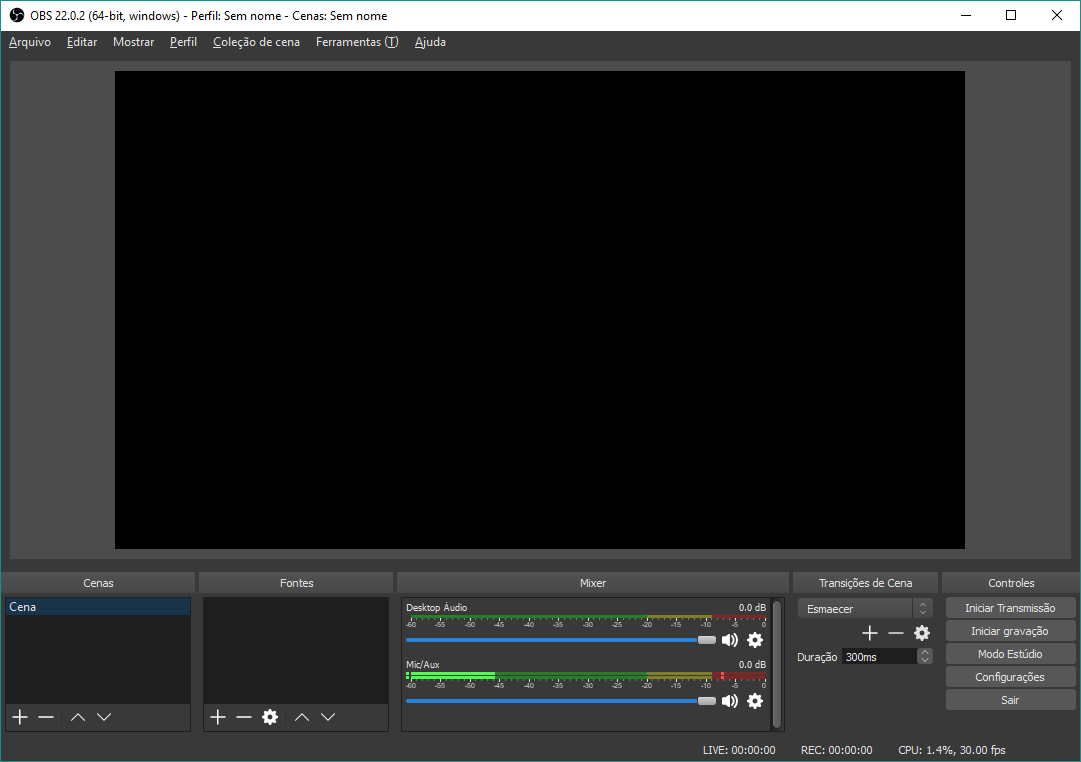 OBS 22.0.2 (64-bit, windows) - Perfil: Sem nome - Cenas: Sem nome
Arquivo Editar Mostrar Perfil Coleção de cena Ferramentas (T) Ajuda
Cenas Fontes Mixer Transições de Cena Controles
Cena
Desktop Áudio 0.0 dB
-60 -55 -50 -45 -40 -35 -30 -25 -20 -15 -10 -5 0
Mic/Aux 0.0 dB
-60 -55 -50 -45 -40 -35 -30 -25 -20 -15 -10 -5 0
Esmaecer
Duração 300ms
Iniciar Transmissão
Iniciar gravação
Modo Estúdio
Configurações
Sair
LIVE: 00:00:00 REC: 00:00:00 CPU: 1.4%, 30.00 fps